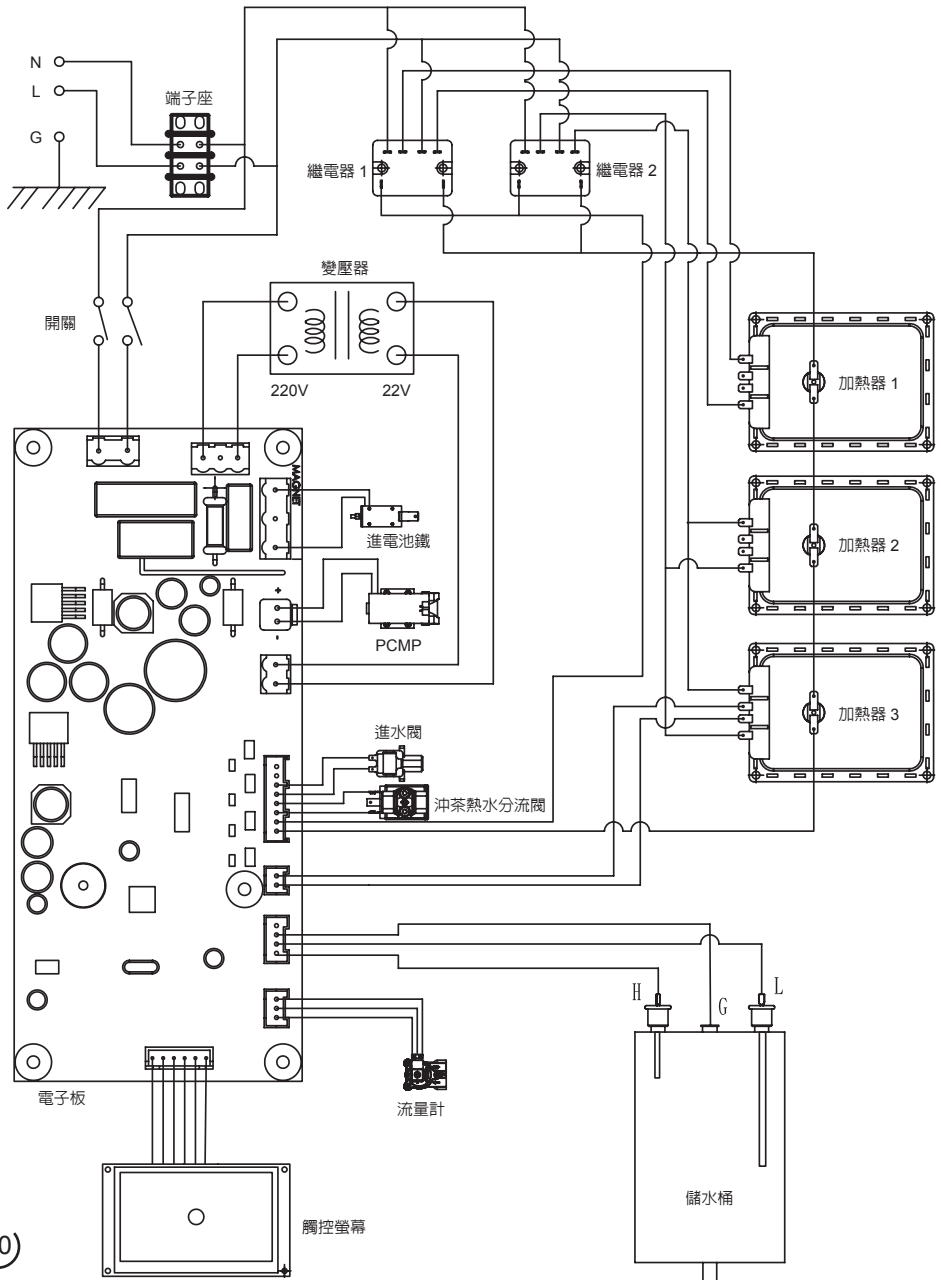 N
L
G
端子座
繼電器 1
繼電器 2
開關
變壓器
220V
22V
加熱器 1
MAGNET
進電池鐵
+
-
PCMP
加熱器 2
加熱器 3
進水閥
沖茶熱水分流閥
H
G
L
電子板
流量計
儲水桶
觸控螢幕
0